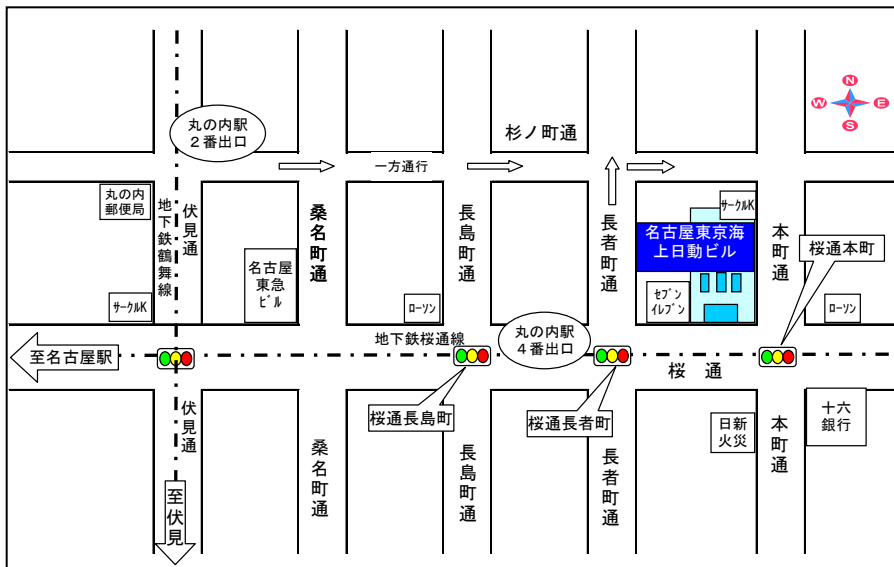 N
W
E
S
丸の内駅
２番出口
杉ノ町通
一方通行
丸の内
郵便局
地下鉄鶴舞線
伏見通
桑名町通
長島町通
長者町通
ｻｰｸﾙK
名古屋東京海
上日動ビル
本町通
桜通本町
名古屋
東急
ﾋﾞﾙ
ｻｰｸﾙK
ﾛｰｿﾝ
ｾﾌﾞﾝ
ｲﾚﾌﾞﾝ
ﾛｰｿﾝ
至名古屋駅
地下鉄桜通線
丸の内駅
４番出口
桜　通
伏見通
桜通長島町
桜通長者町
日新
火災
十六
銀行
桑名町通
長島町通
長者町通
本町通
至伏見